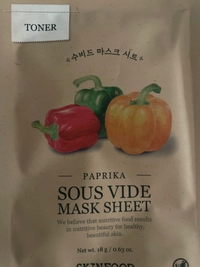 TONER
수비드 마스크 시트
PAPRIKA
SOUS VIDE
MASK SHEET
We believe that nutritive food results
in nutritive beauty for healthy,
beautiful skin.
Net wt. 18 g / 0.63 oz.
SKINFOOD